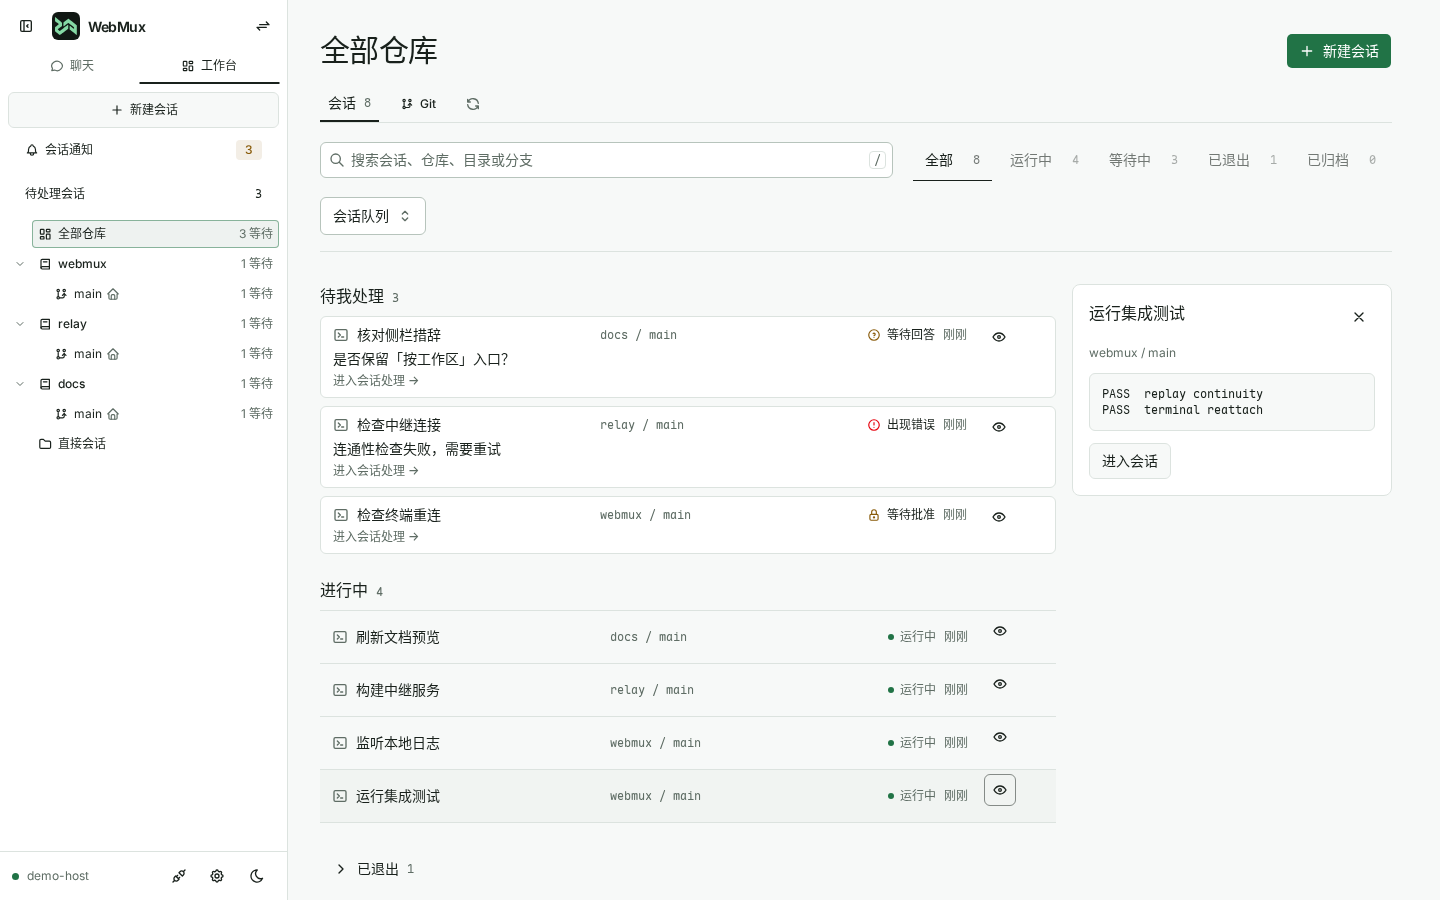 WebMux
聊天
工作台
新建会话
会话通知 3
待处理会话 3
全部仓库 3 等待
webmux 1 等待
main 1 等待
relay 1 等待
main 1 等待
docs 1 等待
main 1 等待
直接会话
demo-host
全部仓库
新建会话
会话 8
Git
搜索会话、仓库、目录或分支 /
全部 8
运行中 4
等待中 3
已退出 1
已归档 0
会话队列
待我处理 3
核对侧栏措辞 docs / main 等待回答 刚刚
是否保留「按工作区」入口？
进入会话处理 →
检查中继连接 relay / main 出现错误 刚刚
连通性检查失败，需要重试
进入会话处理 →
检查终端重连 webmux / main 等待批准 刚刚
进入会话处理 →
进行中 4
刷新文档预览 docs / main 运行中 刚刚
构建中继服务 relay / main 运行中 刚刚
监听本地日志 webmux / main 运行中 刚刚
运行集成测试 webmux / main 运行中 刚刚
已退出 1
运行集成测试
webmux / main
PASS replay continuity
PASS terminal reattach
进入会话